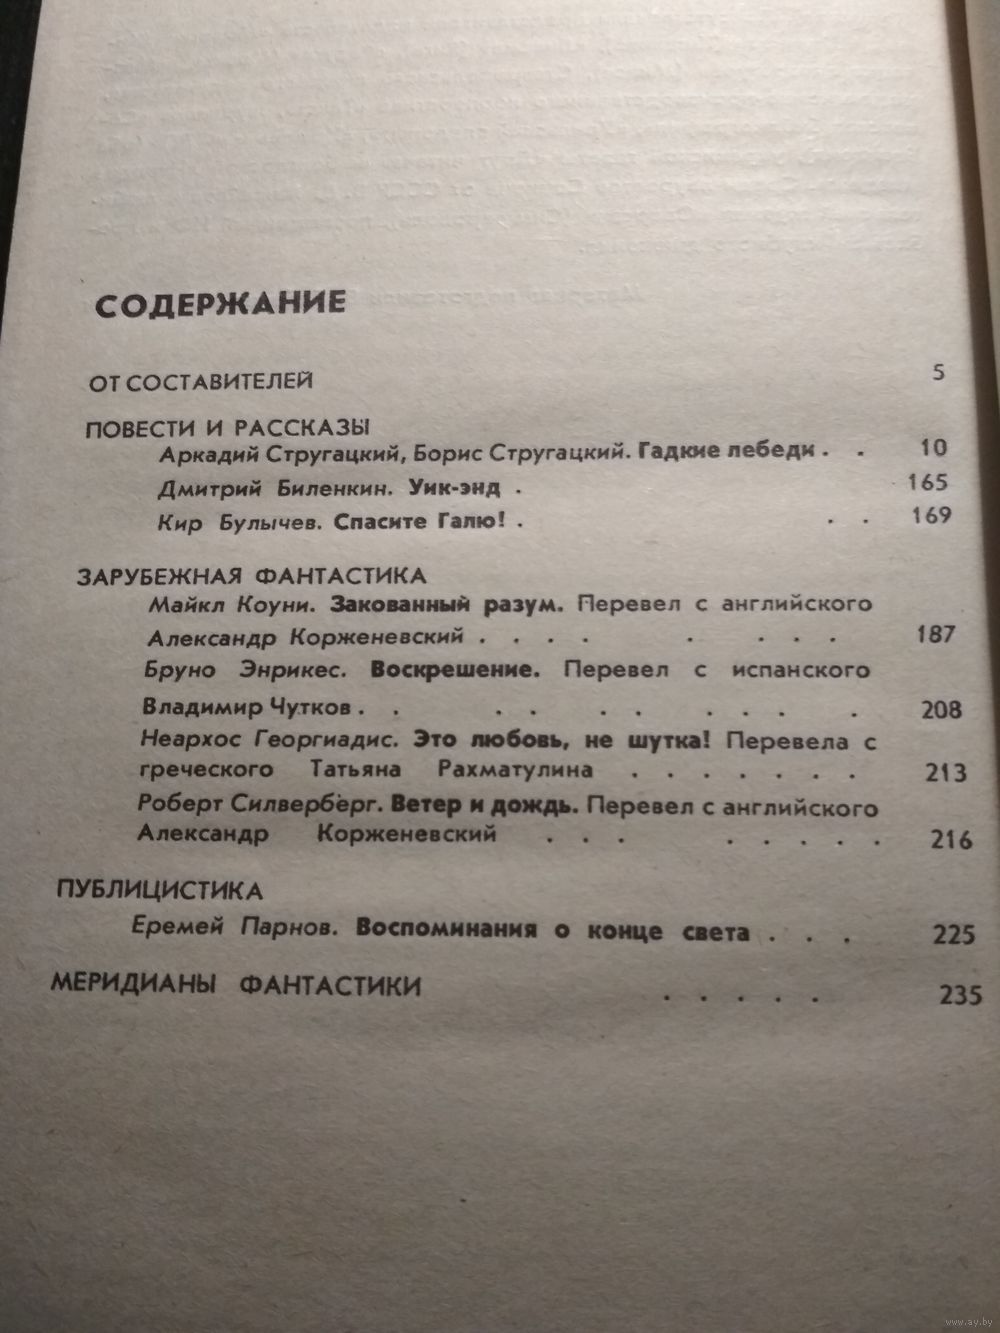 СОДЕРЖАНИЕ
ОТ СОСТАВИТЕЛЕЙ 5
ПОВЕСТИ И РАССКАЗЫ
Аркадий Стругацкий, Борис Стругацкий. Гадкие лебеди . . 10
Дмитрий Биленкин. Уик-энд . 165
Кир Булычев. Спасите Галю! . . . 169
ЗАРУБЕЖНАЯ ФАНТАСТИКА
Майкл Коуни. Закованный разум. Перевел с английского
Александр Корженевский . . . . . . . . 187
Бруно Энрикес. Воскрешение. Перевел с испанского
Владимир Чутков . . . . . . . . . . 208
Неархос Георгиадис. Это любовь, не шутка! Перевела с
греческого Татьяна Рахматулина . . . . . . . 213
Роберт Силверберг. Ветер и дождь. Перевел с английского
Александр Корженевский . . . . . . . . 216
ПУБЛИЦИСТИКА
Еремей Парнов. Воспоминания о конце света . . . 225
МЕРИДИАНЫ ФАНТАСТИКИ . . . . . 235
www.ay.by